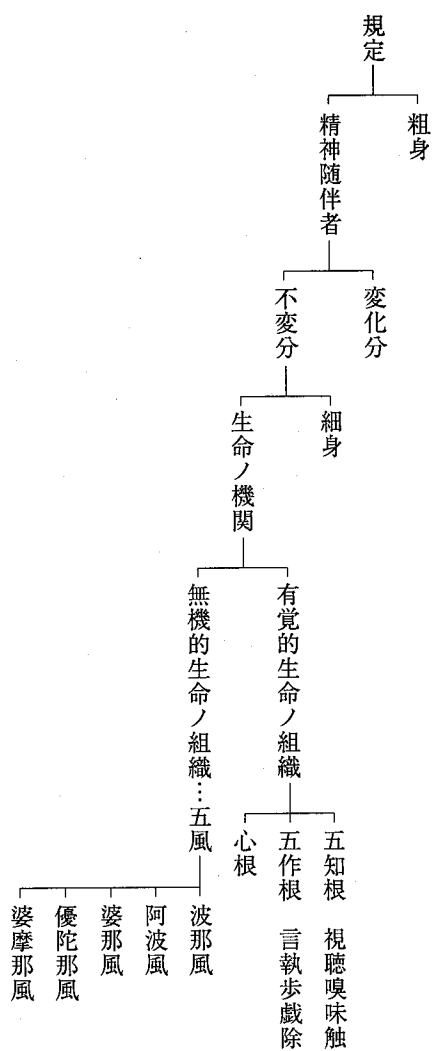 規定
粗身
精神随伴者
変化分
不変分
細身
生命ノ機関
有覚的生命ノ組織
五知根 視聴嗅味触
五作根 言執歩戯除
心根
無機的生命ノ組織…五風
波那風
阿波風
婆那風
優陀那風
婆摩那風